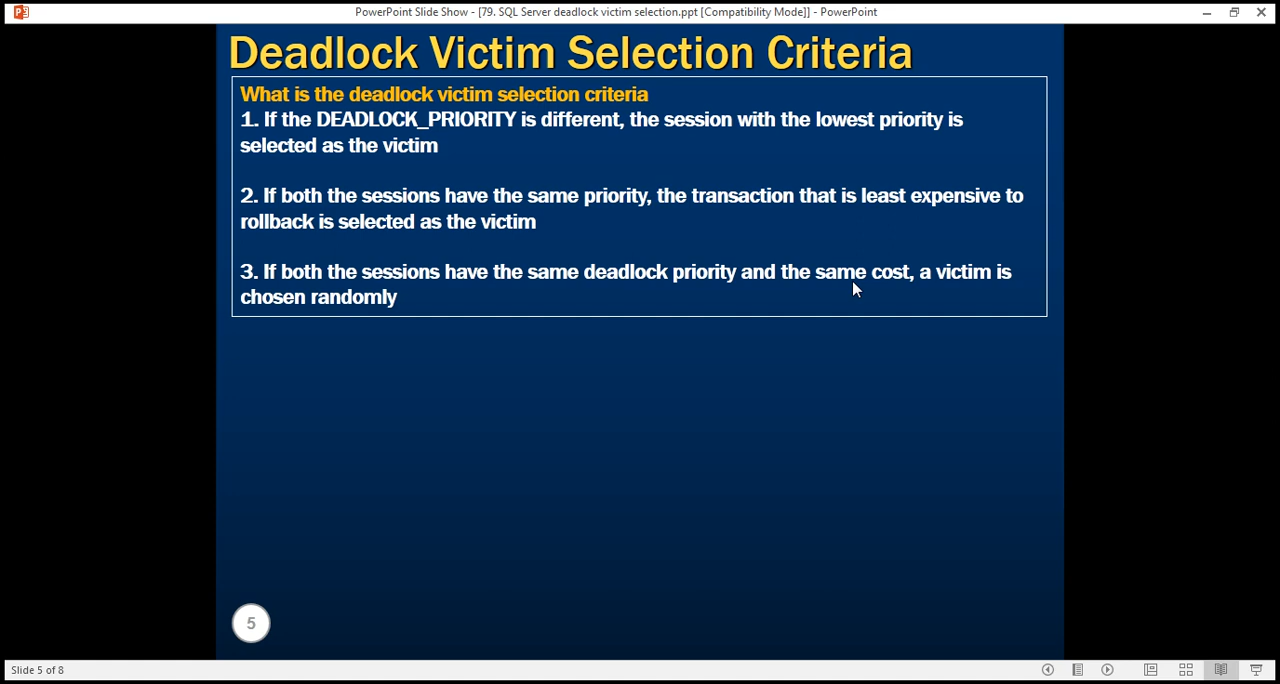 PowerPoint Slide Show - [79. SQL Server deadlock victim selection.ppt [Compatibility Mode]] - PowerPoint
Deadlock Victim Selection Criteria
What is the deadlock victim selection criteria
1. If the DEADLOCK_PRIORITY is different, the session with the lowest priority is
selected as the victim
2. If both the sessions have the same priority, the transaction that is least expensive to
rollback is selected as the victim
3. If both the sessions have the same deadlock priority and the same cost, a victim is
chosen randomly
5
Slide 5 of 8